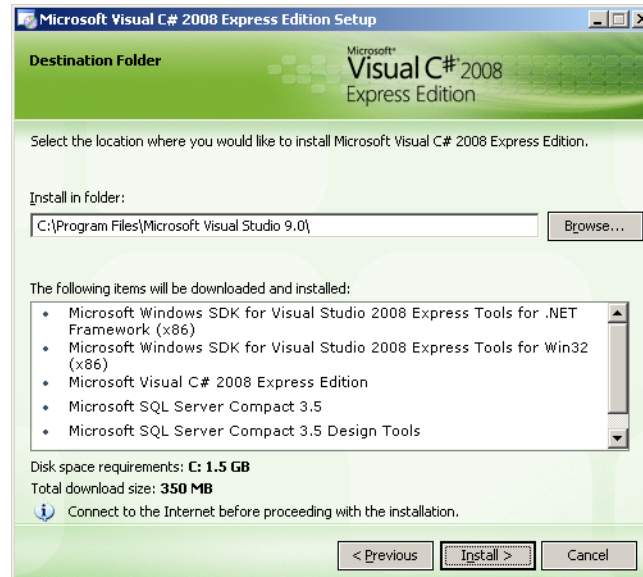 Microsoft Visual C# 2008 Express Edition Setup
Destination Folder
Microsoft®
Visual C#®2008
Express Edition
Select the location where you would like to install Microsoft Visual C# 2008 Express Edition.
Install in folder:
C:\Program Files\Microsoft Visual Studio 9.0\
Browse...
The following items will be downloaded and installed:
• Microsoft Windows SDK for Visual Studio 2008 Express Tools for .NET
Framework (x86)
• Microsoft Windows SDK for Visual Studio 2008 Express Tools for Win32
(x86)
• Microsoft Visual C# 2008 Express Edition
• Microsoft SQL Server Compact 3.5
• Microsoft SQL Server Compact 3.5 Design Tools
Disk space requirements: C: 1.5 GB
Total download size: 350 MB
Connect to the Internet before proceeding with the installation.
< Previous
Install >
Cancel